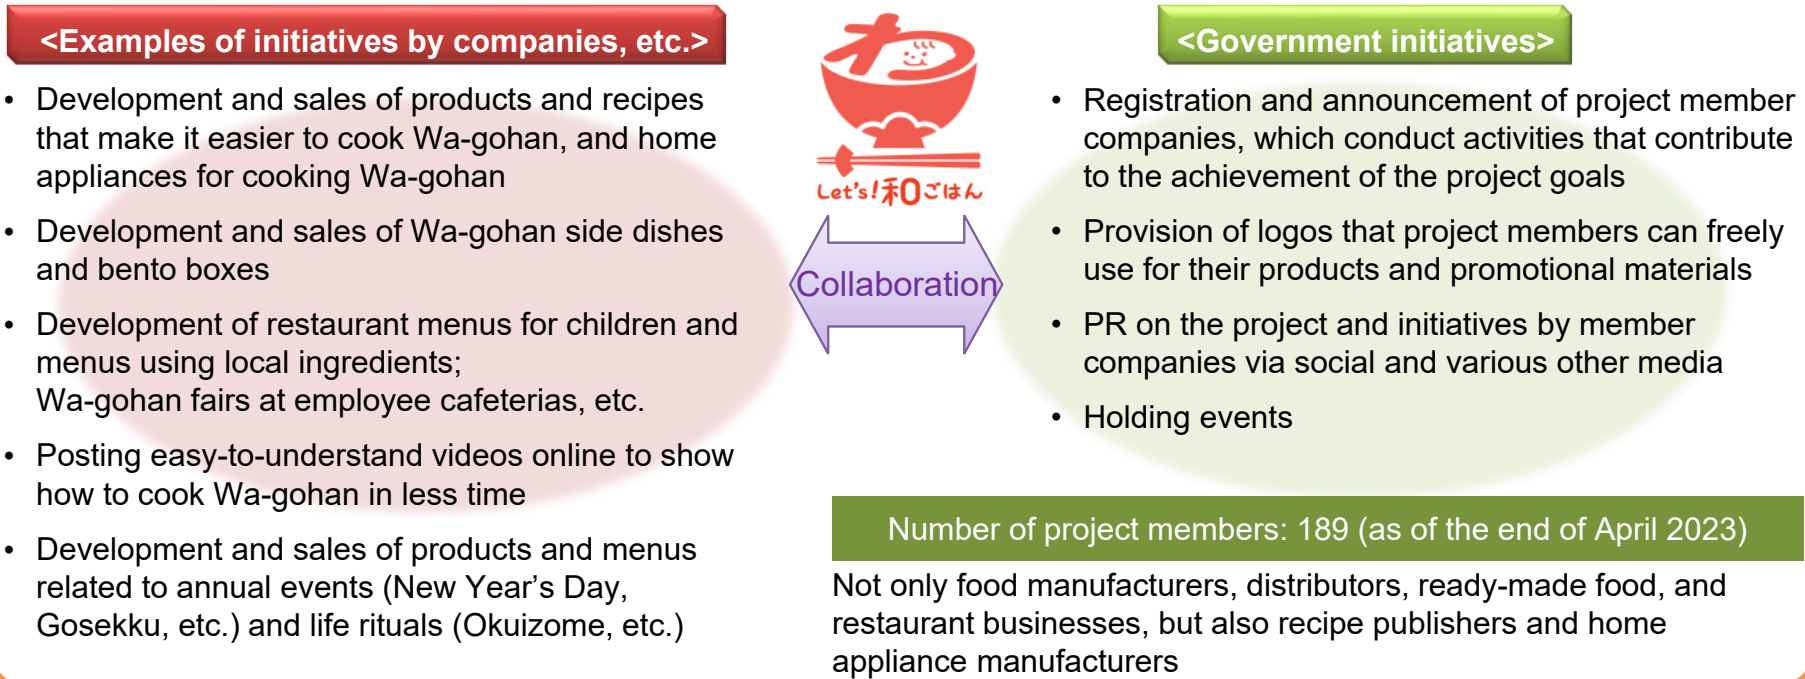 <Examples of initiatives by companies, etc.>
• Development and sales of products and recipes
that make it easier to cook Wa-gohan, and home
appliances for cooking Wa-gohan
• Development and sales of Wa-gohan side dishes
and bento boxes
• Development of restaurant menus for children and
menus using local ingredients;
Wa-gohan fairs at employee cafeterias, etc.
• Posting easy-to-understand videos online to show
how to cook Wa-gohan in less time
• Development and sales of products and menus
related to annual events (New Year’s Day,
Gosekku, etc.) and life rituals (Okuizome, etc.)
Let's!和ごはん
Collaboration
<Government initiatives>
• Registration and announcement of project member
companies, which conduct activities that contribute
to the achievement of the project goals
• Provision of logos that project members can freely
use for their products and promotional materials
• PR on the project and initiatives by member
companies via social and various other media
• Holding events
Number of project members: 189 (as of the end of April 2023)
Not only food manufacturers, distributors, ready-made food, and
restaurant businesses, but also recipe publishers and home
appliance manufacturers